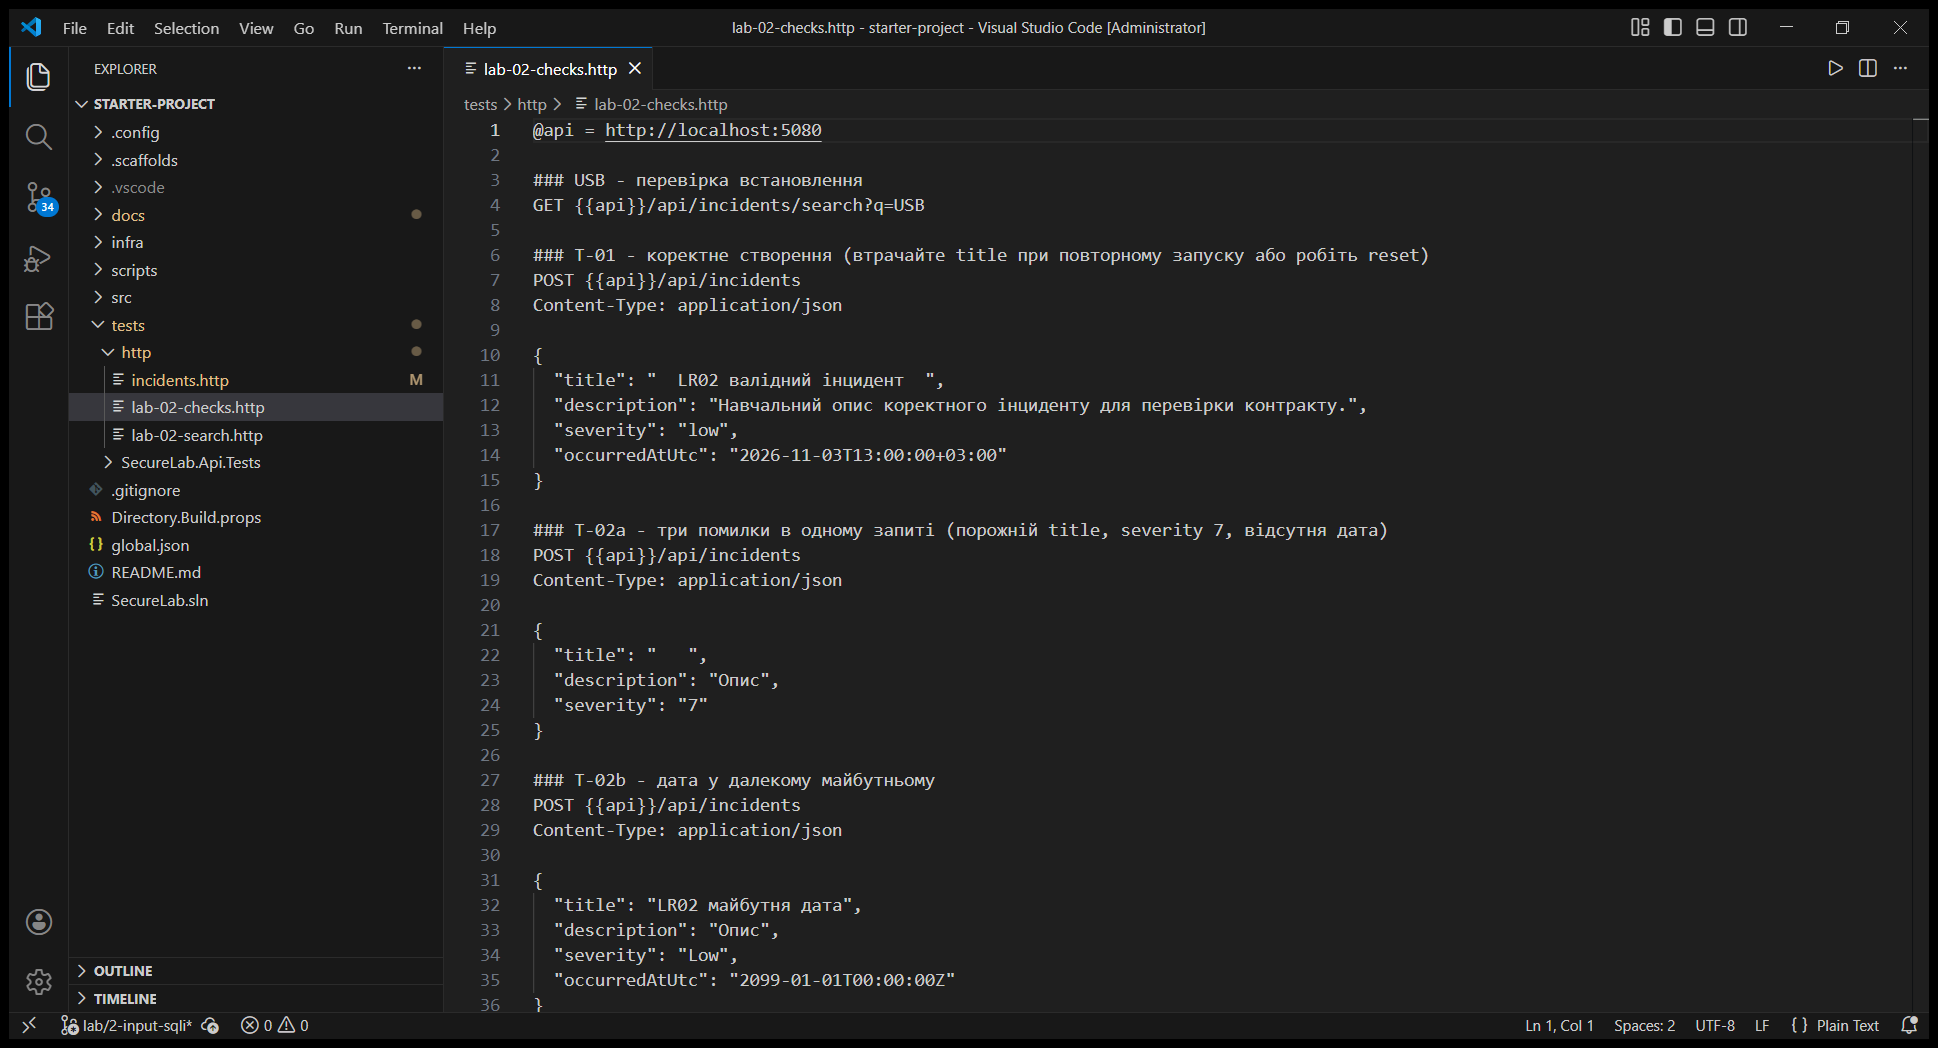 File Edit Selection View Go Run Terminal Help
lab-02-checks.http - starter-project - Visual Studio Code [Administrator]
EXPLORER
STARTER-PROJECT
.config
.scaffolds
.vscode
docs
infra
scripts
src
tests
http
incidents.http M
lab-02-checks.http
lab-02-search.http
SecureLab.Api.Tests
.gitignore
Directory.Build.props
global.json
README.md
SecureLab.sln
OUTLINE
TIMELINE
34
lab-02-checks.http
tests > http > lab-02-checks.http
1 @api = http://localhost:5080
2
3 ### USB - перевірка встановлення
4 GET {{api}}/api/incidents/search?q=USB
5
6 ### T-01 - коректне створення (втрачайте title при повторному запуску або робіть reset)
7 POST {{api}}/api/incidents
8 Content-Type: application/json
9
10 {
11 "title": "  LR02 валідний інцидент  ",
12 "description": "Навчальний опис коректного інциденту для перевірки контракту.",
13 "severity": "low",
14 "occurredAtUtc": "2026-11-03T13:00:00+03:00"
15 }
16
17 ### T-02a - три помилки в одному запиті (порожній title, severity 7, відсутня дата)
18 POST {{api}}/api/incidents
19 Content-Type: application/json
20
21 {
22 "title": "   ",
23 "description": "Опис",
24 "severity": "7"
25 }
26
27 ### T-02b - дата у далекому майбутньому
28 POST {{api}}/api/incidents
29 Content-Type: application/json
30
31 {
32 "title": "LR02 майбутня дата",
33 "description": "Опис",
34 "severity": "Low",
35 "occurredAtUtc": "2099-01-01T00:00:00Z"
36 }
lab/2-input-sqli* 0 0 Ln 1, Col 1 Spaces: 2 UTF-8 LF { } Plain Text